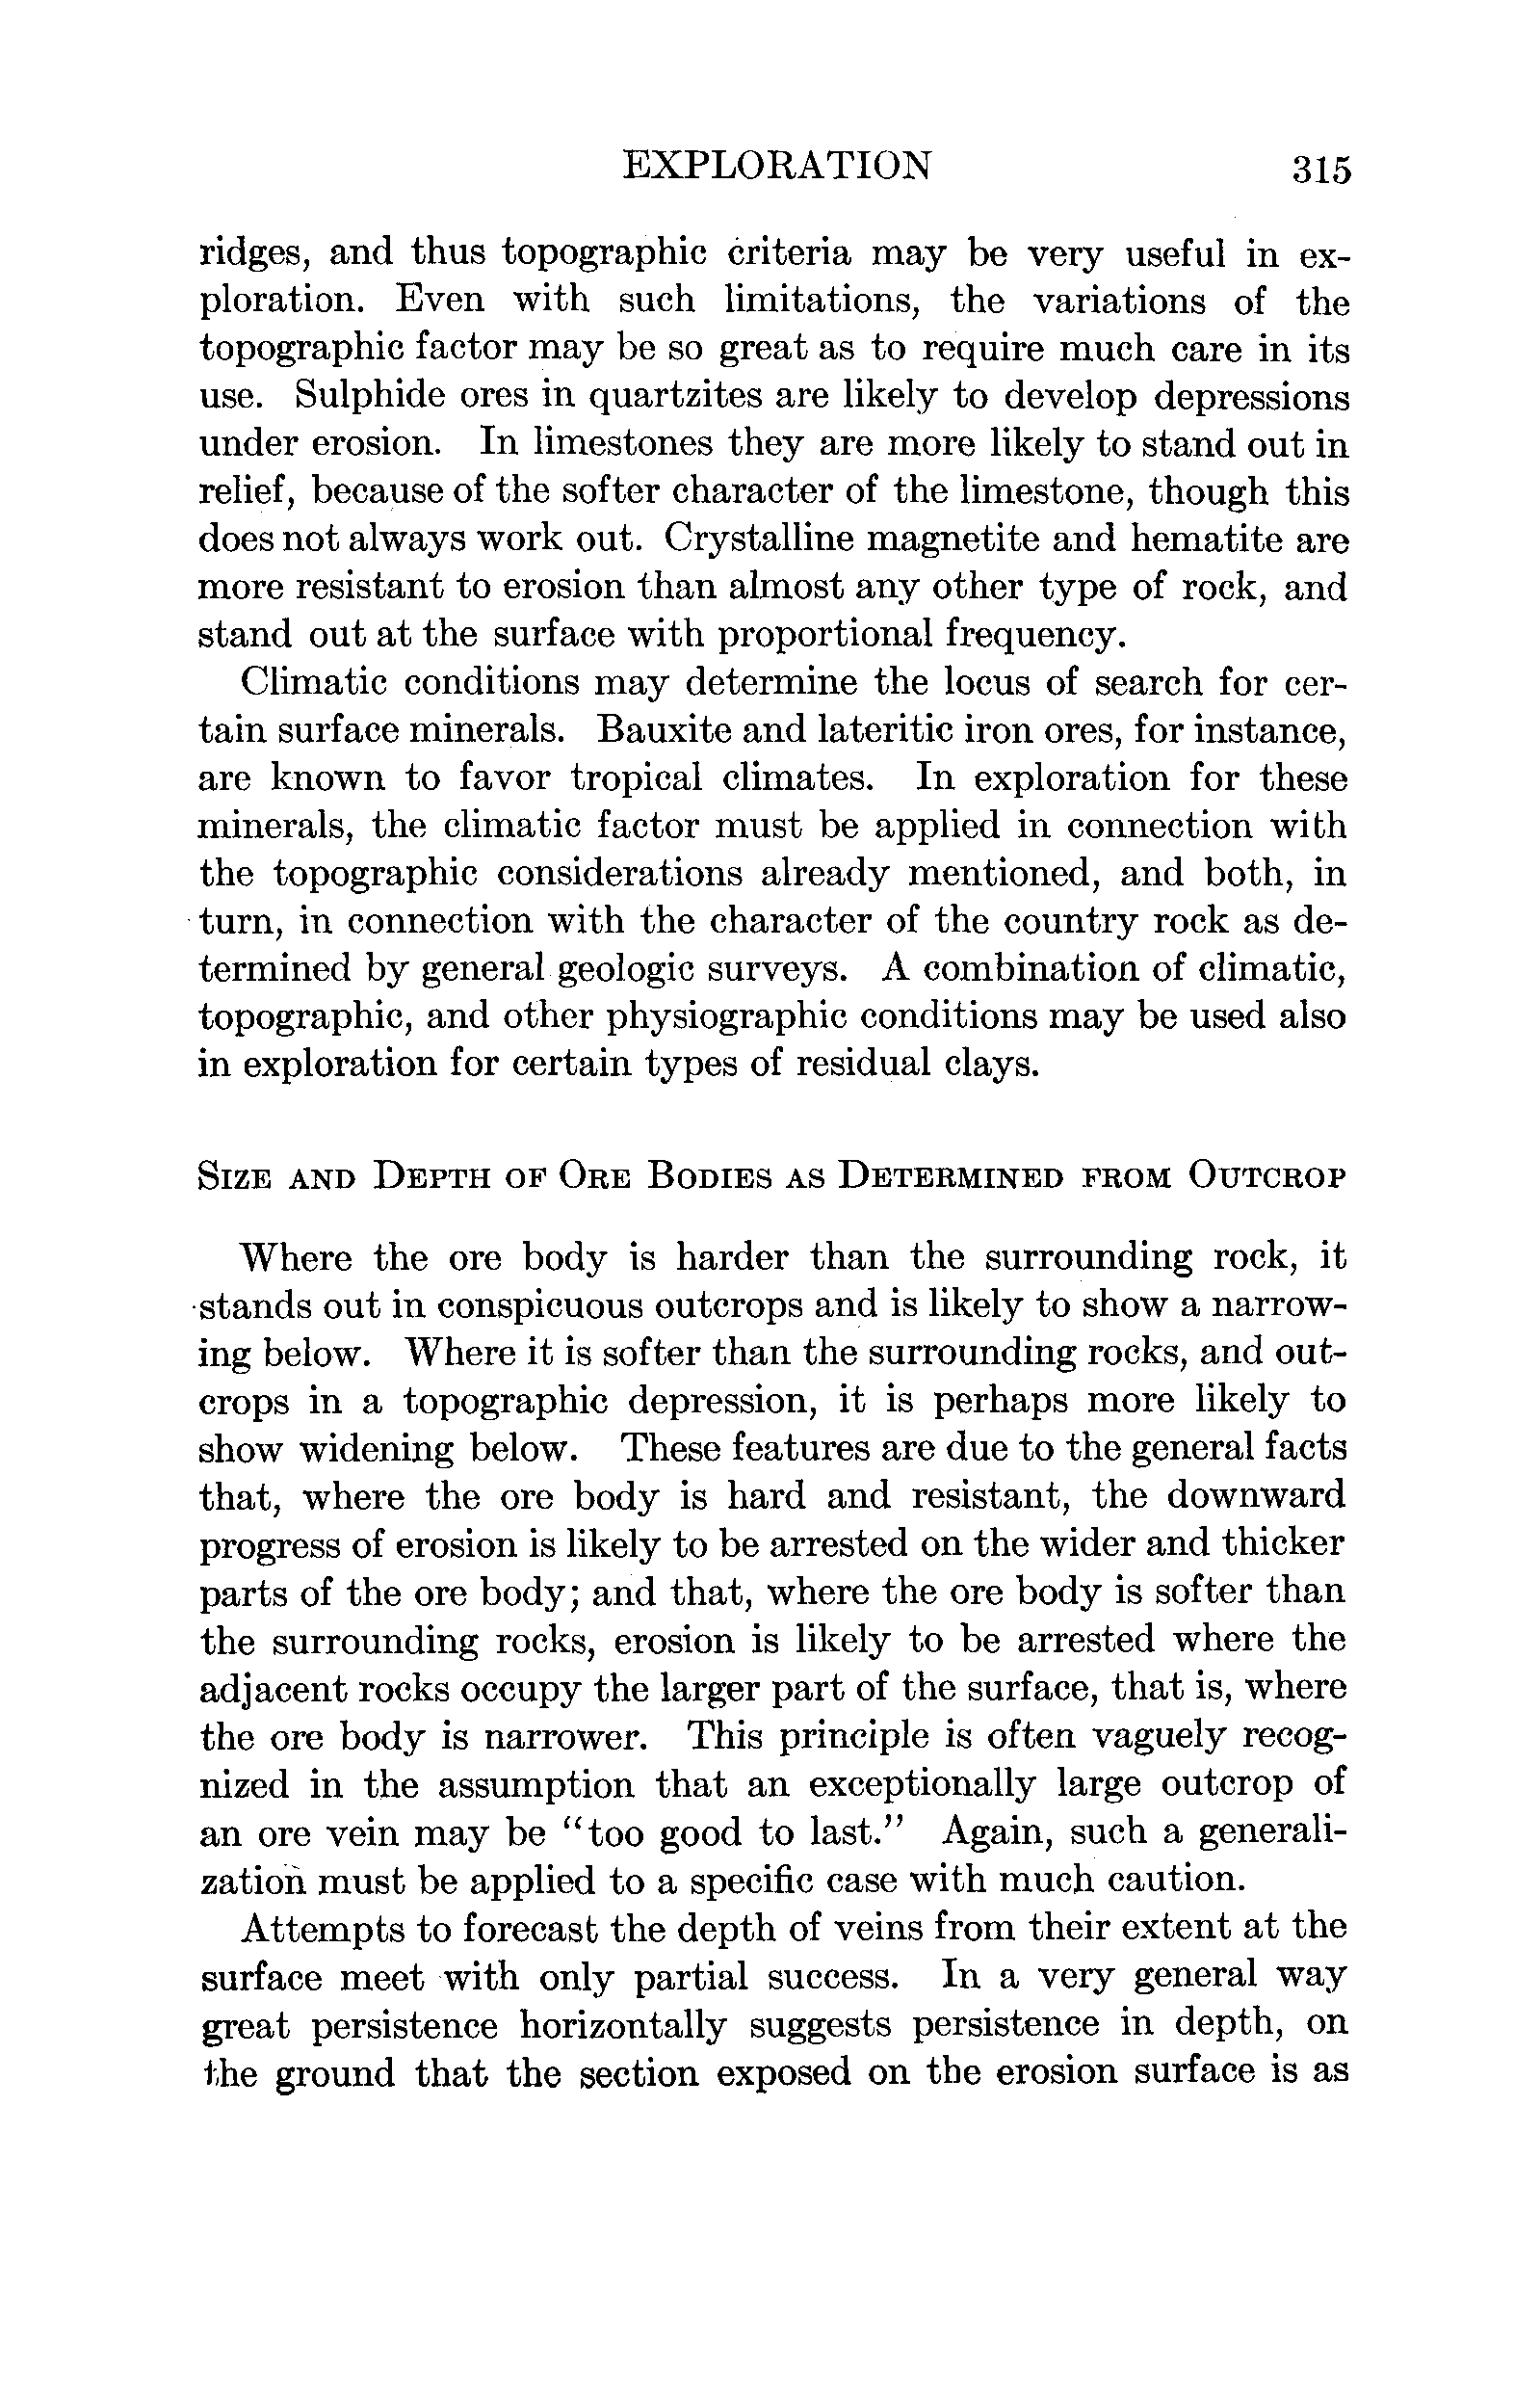 EXPLORATION 315
ridges, and thus topographic criteria may be very useful in ex-
ploration. Even with such limitations, the variations of the
topographic factor may be so great as to require much care in its
use. Sulphide ores in quartzites are likely to develop depressions
under erosion. In limestones they are more likely to stand out in
relief, because of the softer character of the limestone, though this
does not always work out. Crystalline magnetite and hematite are
more resistant to erosion than almost any other type of rock, and
stand out at the surface with proportional frequency.
Climatic conditions may determine the locus of search for cer-
tain surface minerals. Bauxite and lateritic iron ores, for instance,
are known to favor tropical climates. In exploration for these
minerals, the climatic factor must be applied in connection with
the topographic considerations already mentioned, and both, in
turn, in connection with the character of the country rock as de-
termined by general geologic surveys. A combination of climatic,
topographic, and other physiographic conditions may be used also
in exploration for certain types of residual clays.
SIZE AND DEPTH OF ORE BODIES AS DETERMINED FROM OUTCROP
Where the ore body is harder than the surrounding rock, it
stands out in conspicuous outcrops and is likely to show a narrow-
ing below. Where it is softer than the surrounding rocks, and out-
crops in a topographic depression, it is perhaps more likely to
show widening below. These features are due to the general facts
that, where the ore body is hard and resistant, the downward
progress of erosion is likely to be arrested on the wider and thicker
parts of the ore body; and that, where the ore body is softer than
the surrounding rocks, erosion is likely to be arrested where the
adjacent rocks occupy the larger part of the surface, that is, where
the ore body is narrower. This principle is often vaguely recog-
nized in the assumption that an exceptionally large outcrop of
an ore vein may be “too good to last.” Again, such a generali-
zation must be applied to a specific case with much caution.
Attempts to forecast the depth of veins from their extent at the
surface meet with only partial success. In a very general way
great persistence horizontally suggests persistence in depth, on
the ground that the section exposed on the erosion surface is as